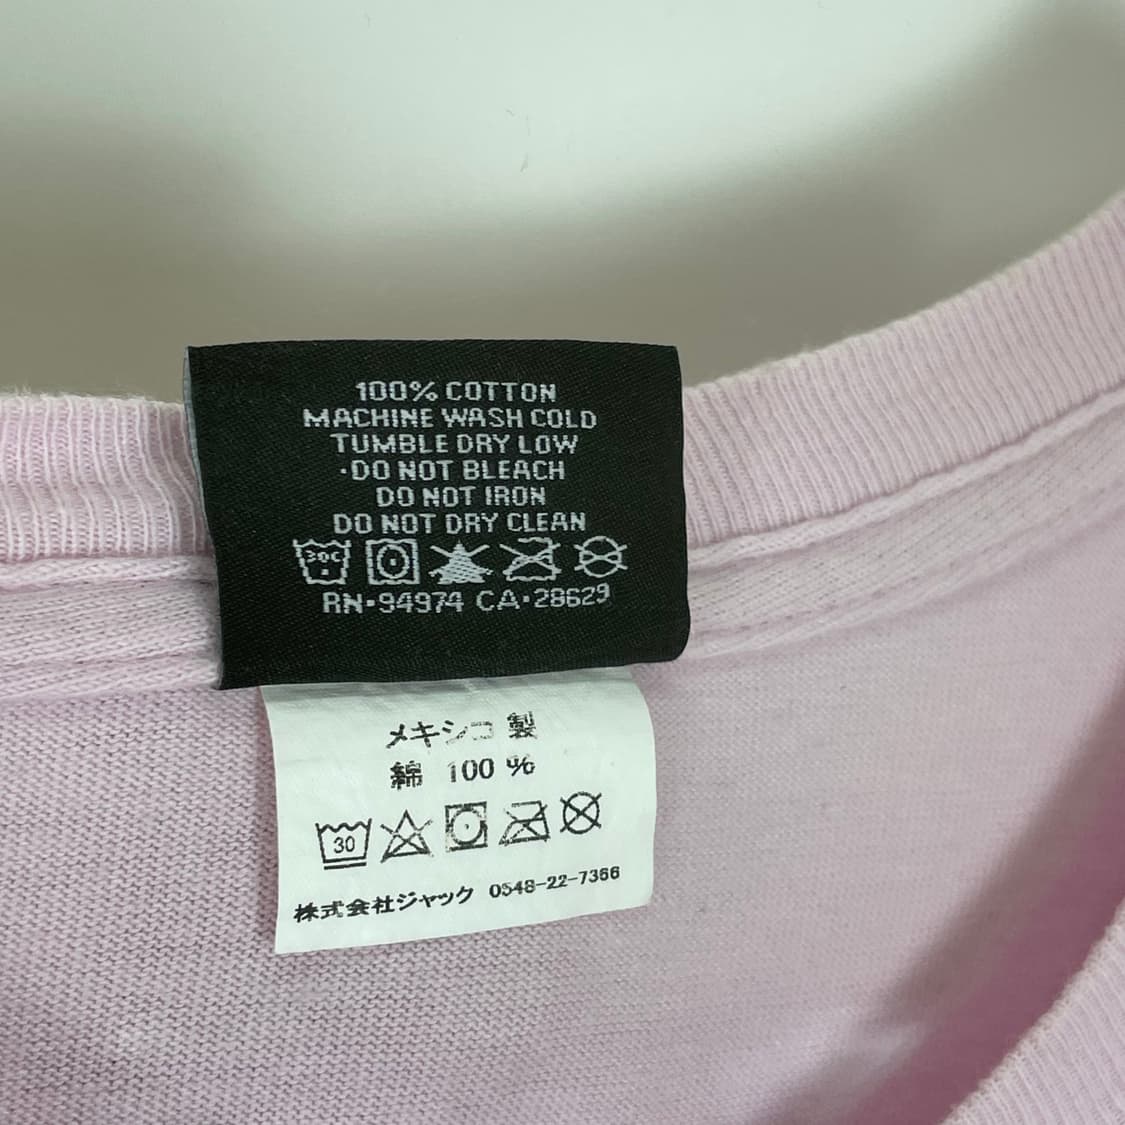 100% COTTON
MACHINE WASH COLD
TUMBLE DRY LOW
·DO NOT BLEACH
DO NOT IRON
DO NOT DRY CLEAN
30C
RN·94974 CA·28629
メキシコ製
綿 100%
30
株式会社ジャック 0548-22-7366